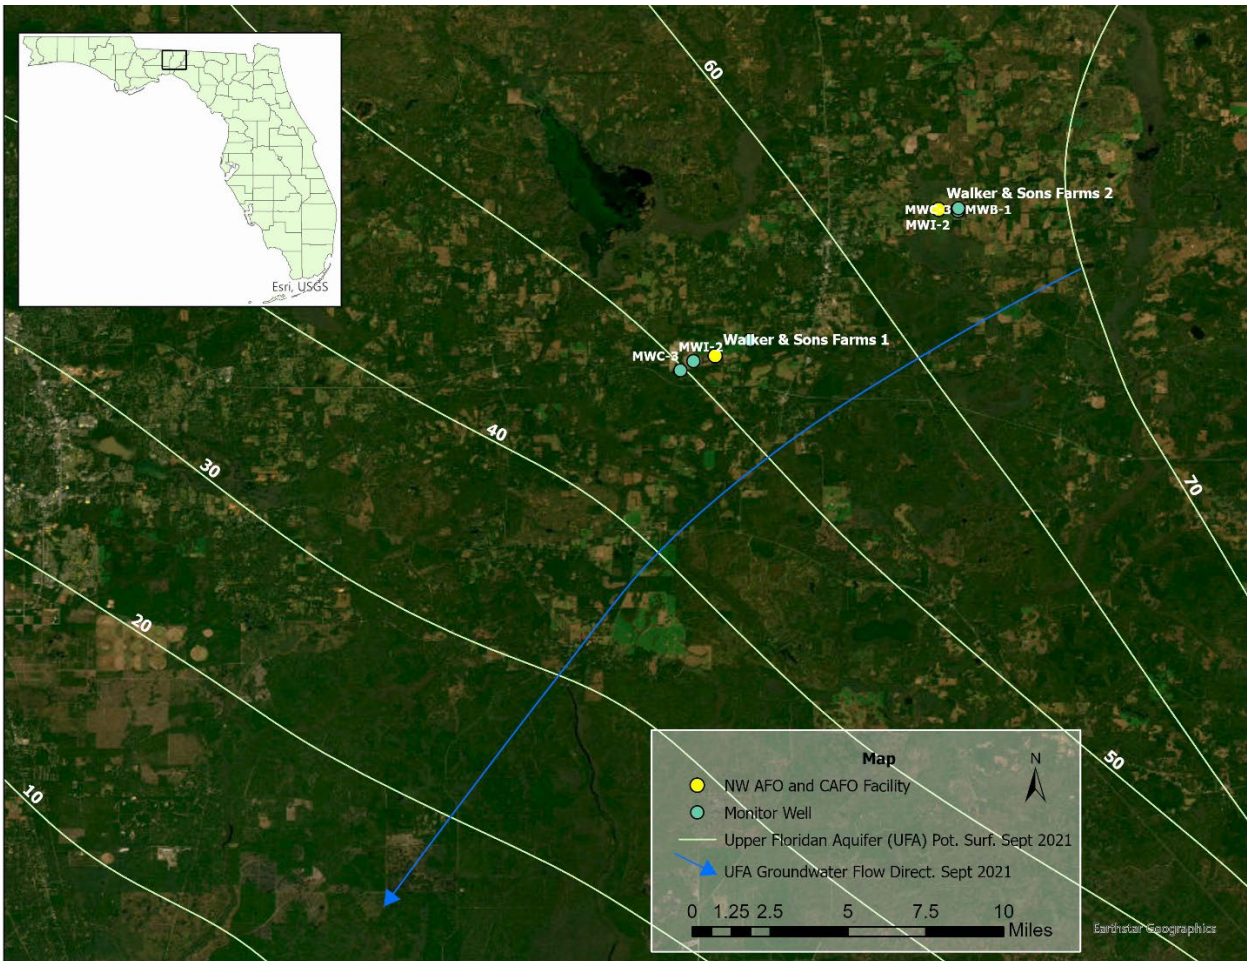 Esri, USGS
60
Walker & Sons Farms 2
MWC-3
MWB-1
MWI-2
Walker & Sons Farms 1
MWI-2
MWC-3
40
30
70
20
50
10
Map
N
NW AFO and CAFO Facility
Monitor Well
Upper Floridan Aquifer (UFA) Pot. Surf. Sept 2021
UFA Groundwater Flow Direct. Sept 2021
0 1.25 2.5 5 7.5 10
Miles
Earthstar Geographics